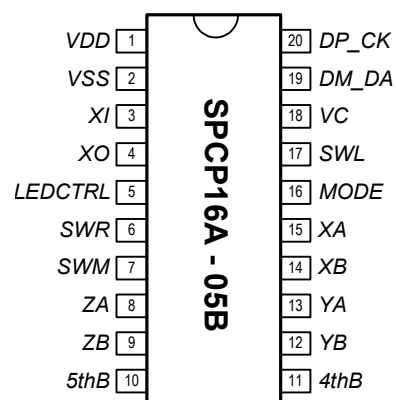 VDD 1 20 DP_CK
VSS 2 19 DM_DA
XI 3 18 VC
XO 4 17 SWL
LEDCTRL 5 16 MODE
SWR 6 15 XA
SWM 7 14 XB
ZA 8 13 YA
ZB 9 12 YB
5thB 10 11 4thB
SPCP16A - 05B